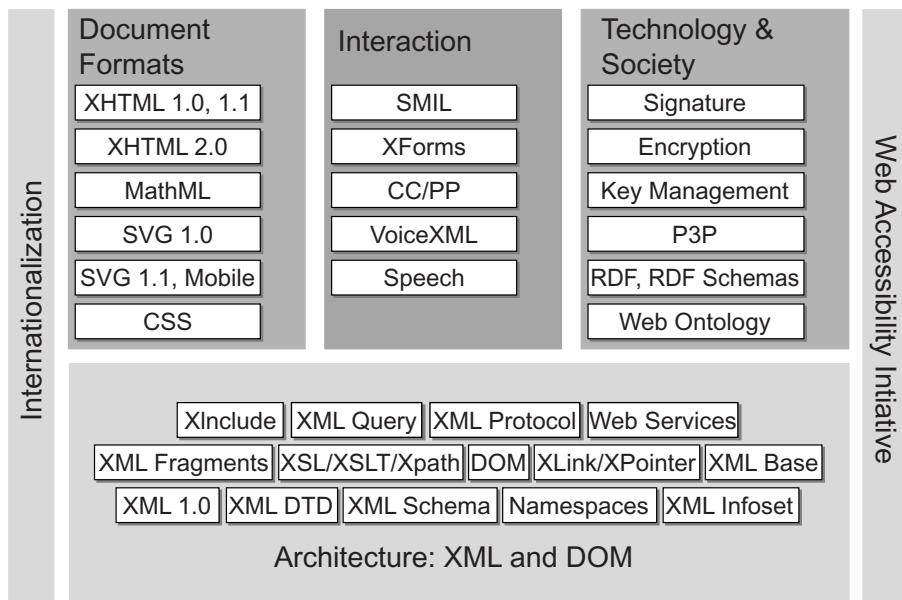 Internationalization
Document
Formats
XHTML 1.0, 1.1
XHTML 2.0
MathML
SVG 1.0
SVG 1.1, Mobile
CSS
Interaction
SMIL
XForms
CC/PP
VoiceXML
Speech
Technology &
Society
Signature
Encryption
Key Management
P3P
RDF, RDF Schemas
Web Ontology
Web Accessibility Intiative
XInclude XML Query XML Protocol Web Services
XML Fragments XSL/XSLT/Xpath DOM XLink/XPointer XML Base
XML 1.0 XML DTD XML Schema Namespaces XML Infoset
Architecture: XML and DOM